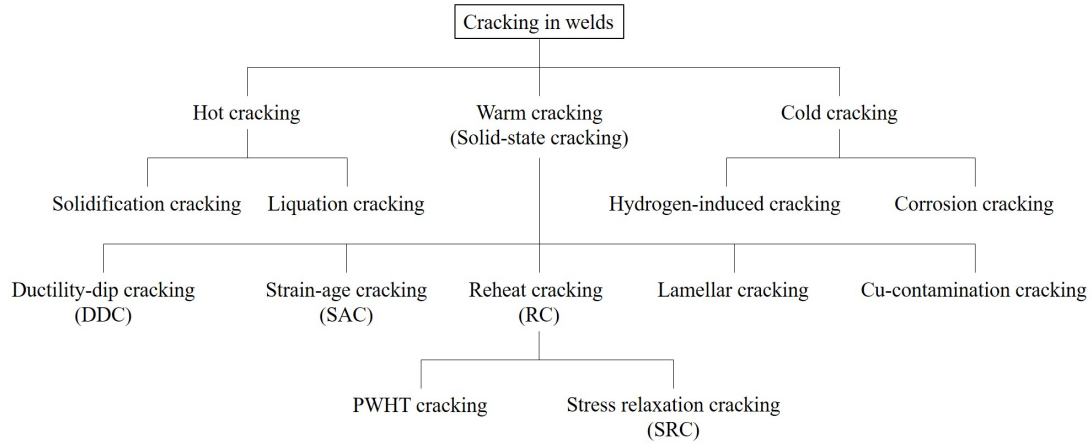 Cracking in welds
Hot cracking
Warm cracking
(Solid-state cracking)
Cold cracking
Solidification cracking
Liquation cracking
Hydrogen-induced cracking
Corrosion cracking
Ductility-dip cracking
(DDC)
Strain-age cracking
(SAC)
Reheat cracking
(RC)
Lamellar cracking
Cu-contamination cracking
PWHT cracking
Stress relaxation cracking
(SRC)